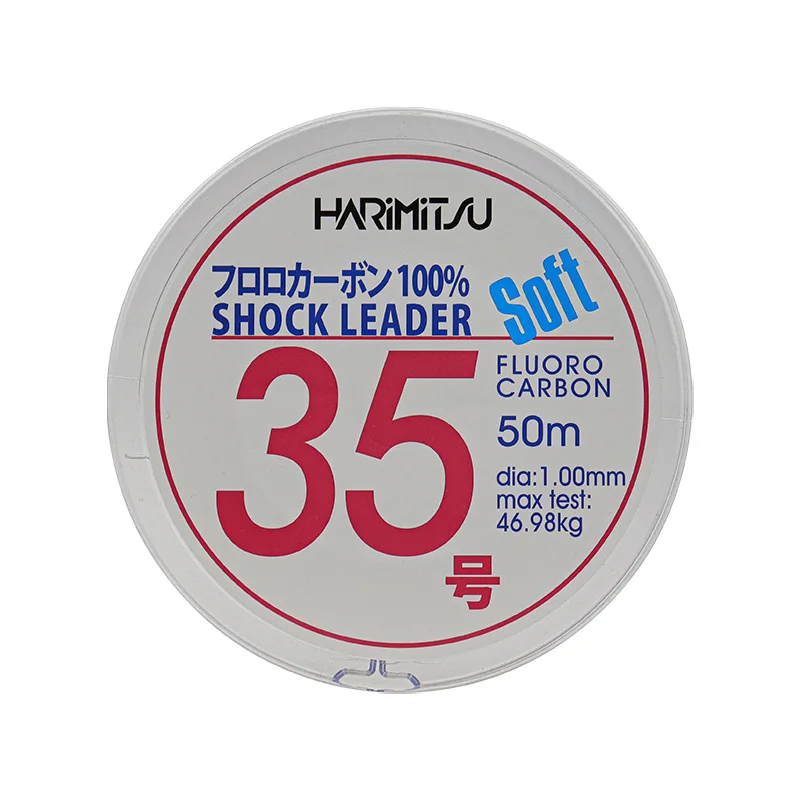 HARiMiTSU
フロロカーボン100%
SHOCK LEADER
Soft
35
号
FLUORO
CARBON
50m
dia:1.00mm
max test:
46.98kg